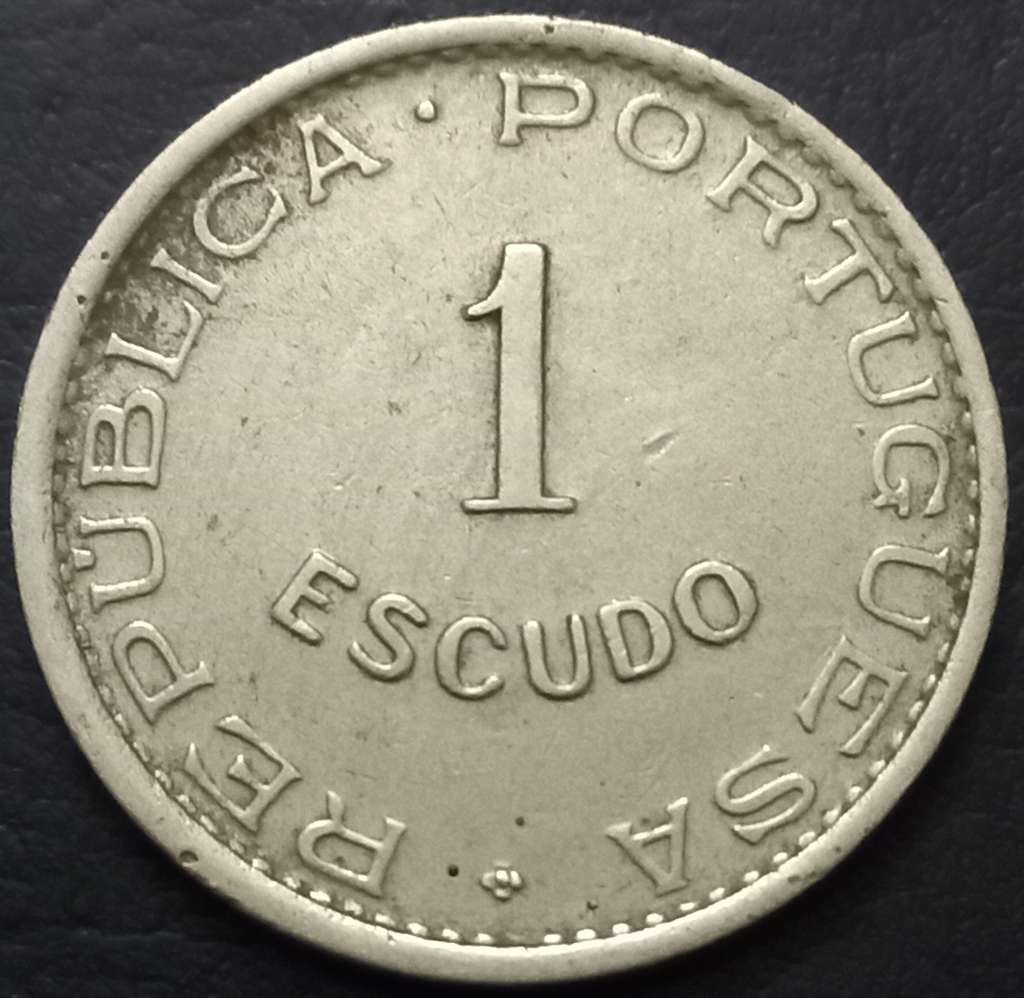 REPÚBLICA · PORTUGUESA
1
ESCUDO